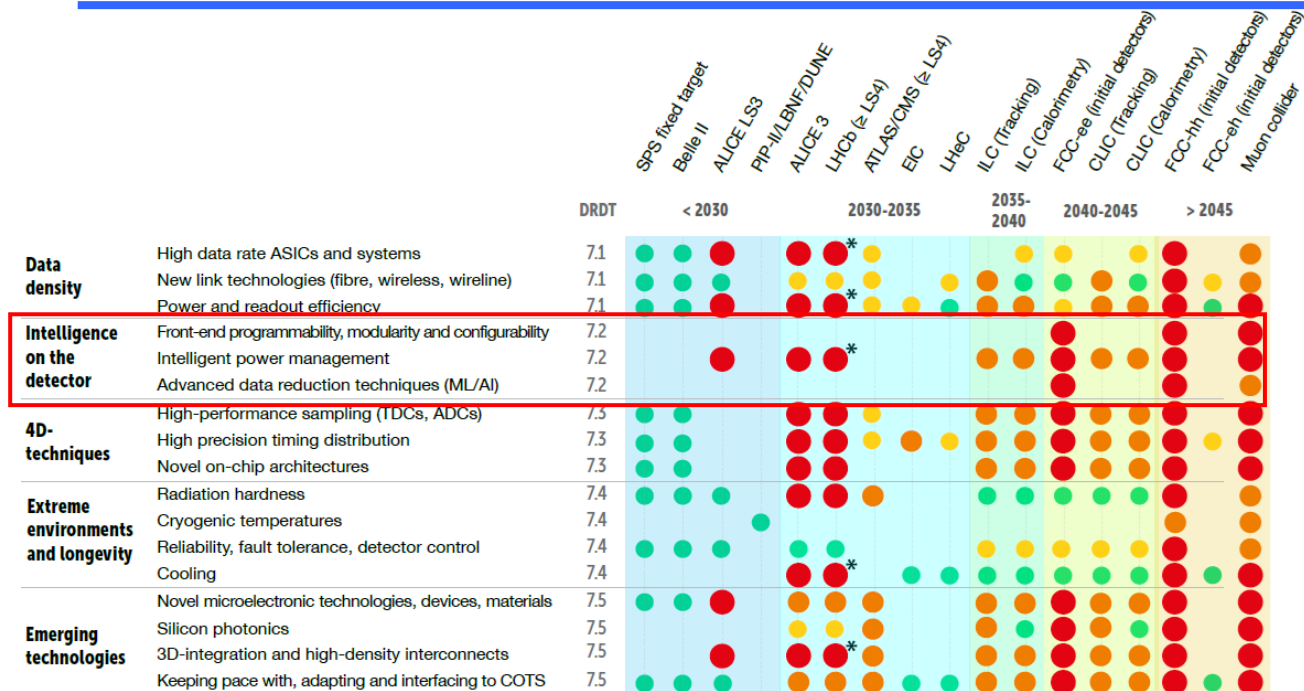 SPS fixed target
Belle II
ALICE LS3
PIP-II/LBNF/DUNE
ALICE 3
LHCb (≥ LS4)
ATLAS/CMS (≥ LS4)
EIC
LHeC
ILC (Tracking)
ILC (Calorimetry)
FCC-ee (initial detectors)
CLIC (Tracking)
CLIC (Calorimetry)
FCC-hh (initial detectors)
FCC-eh (initial detectors)
Muon collider
DRDT
< 2030
2030-2035
2035-
2040
2040-2045
> 2045
Data
density
High data rate ASICs and systems 7.1 *
New link technologies (fibre, wireless, wireline) 7.1
Power and readout efficiency 7.1 *
Intelligence
on the
detector
Front-end programmability, modularity and configurability 7.2
Intelligent power management 7.2 *
Advanced data reduction techniques (ML/AI) 7.2
4D-
techniques
High-performance sampling (TDCs, ADCs) 7.3
High precision timing distribution 7.3
Novel on-chip architectures 7.3
Extreme
environments
and longevity
Radiation hardness 7.4
Cryogenic temperatures 7.4
Reliability, fault tolerance, detector control 7.4
Cooling 7.4 *
Emerging
technologies
Novel microelectronic technologies, devices, materials 7.5
Silicon photonics 7.5
3D-integration and high-density interconnects 7.5 *
Keeping pace with, adapting and interfacing to COTS 7.5